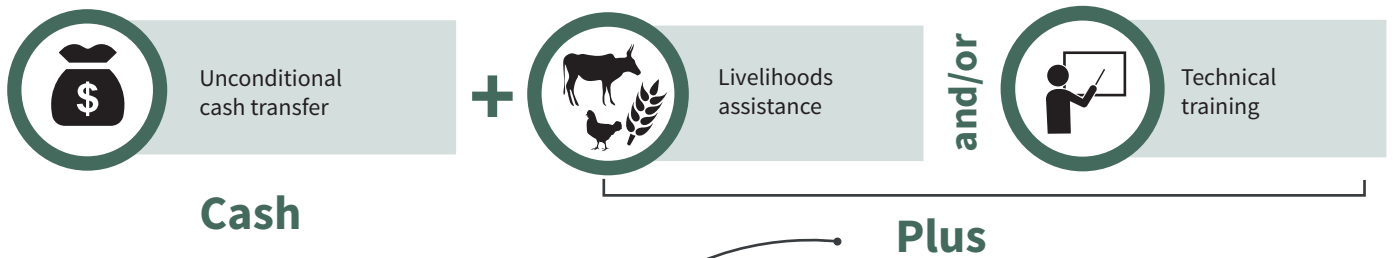 $
Unconditional
cash transfer
+
Livelihoods
assistance
and/or
Technical
training
Cash
Plus